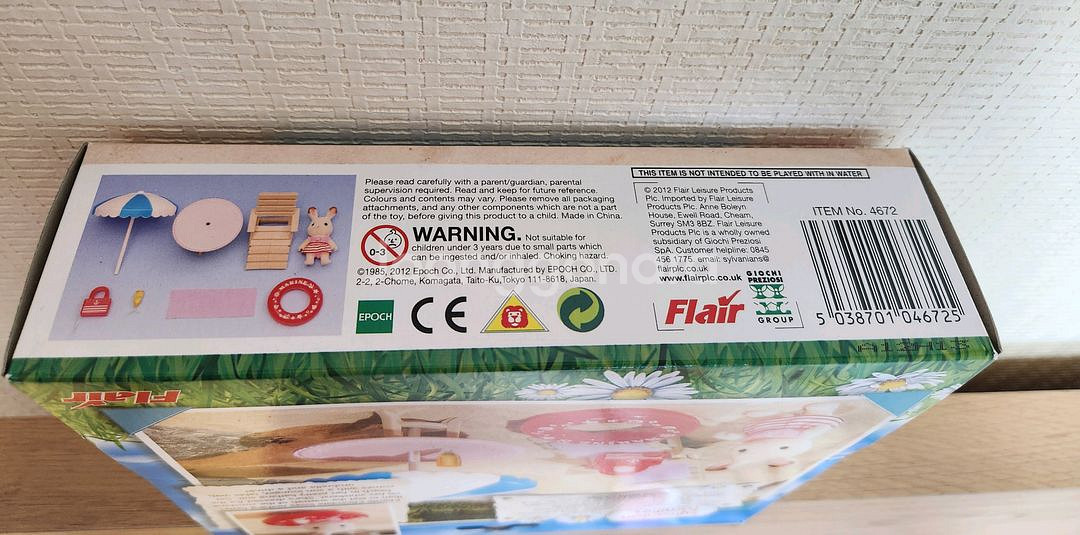 Please read carefully with a parent/guardian, parental
supervision required. Read and keep for future reference.
Colours and contents may vary. Please remove all packaging
attachments, and any other components which are not a part
of the toy, before giving this product to a child. Made in China.
0-3
WARNING. Not suitable for
children under 3 years due to small parts which
can be ingested and/or inhaled. Choking hazard.
©1985, 2012 Epoch Co., Ltd. Manufactured by EPOCH CO., LTD.
2-2, 2-Chome, Komagata, Taito-Ku, Tokyo 111-8618, Japan.
EPOCH
CE
THIS ITEM IS NOT INTENDED TO BE PLAYED WITH IN WATER
© 2012 Flair Leisure Products
Plc. Imported by Flair Leisure
Products Plc. Anne Boleyn
House, Ewell Road, Cheam,
Surrey SM3 8BZ. Flair Leisure
Products Plc is a wholly owned
subsidiary of Giochi Preziosi
SpA. Customer helpline: 0845
456 1775. email: sylvanians@
flairplc.co.uk
www.flairplc.co.uk
Flair
GIOCHI
PREZIOSI
GROUP
ITEM No. 4672
5 038701 046725
Flair